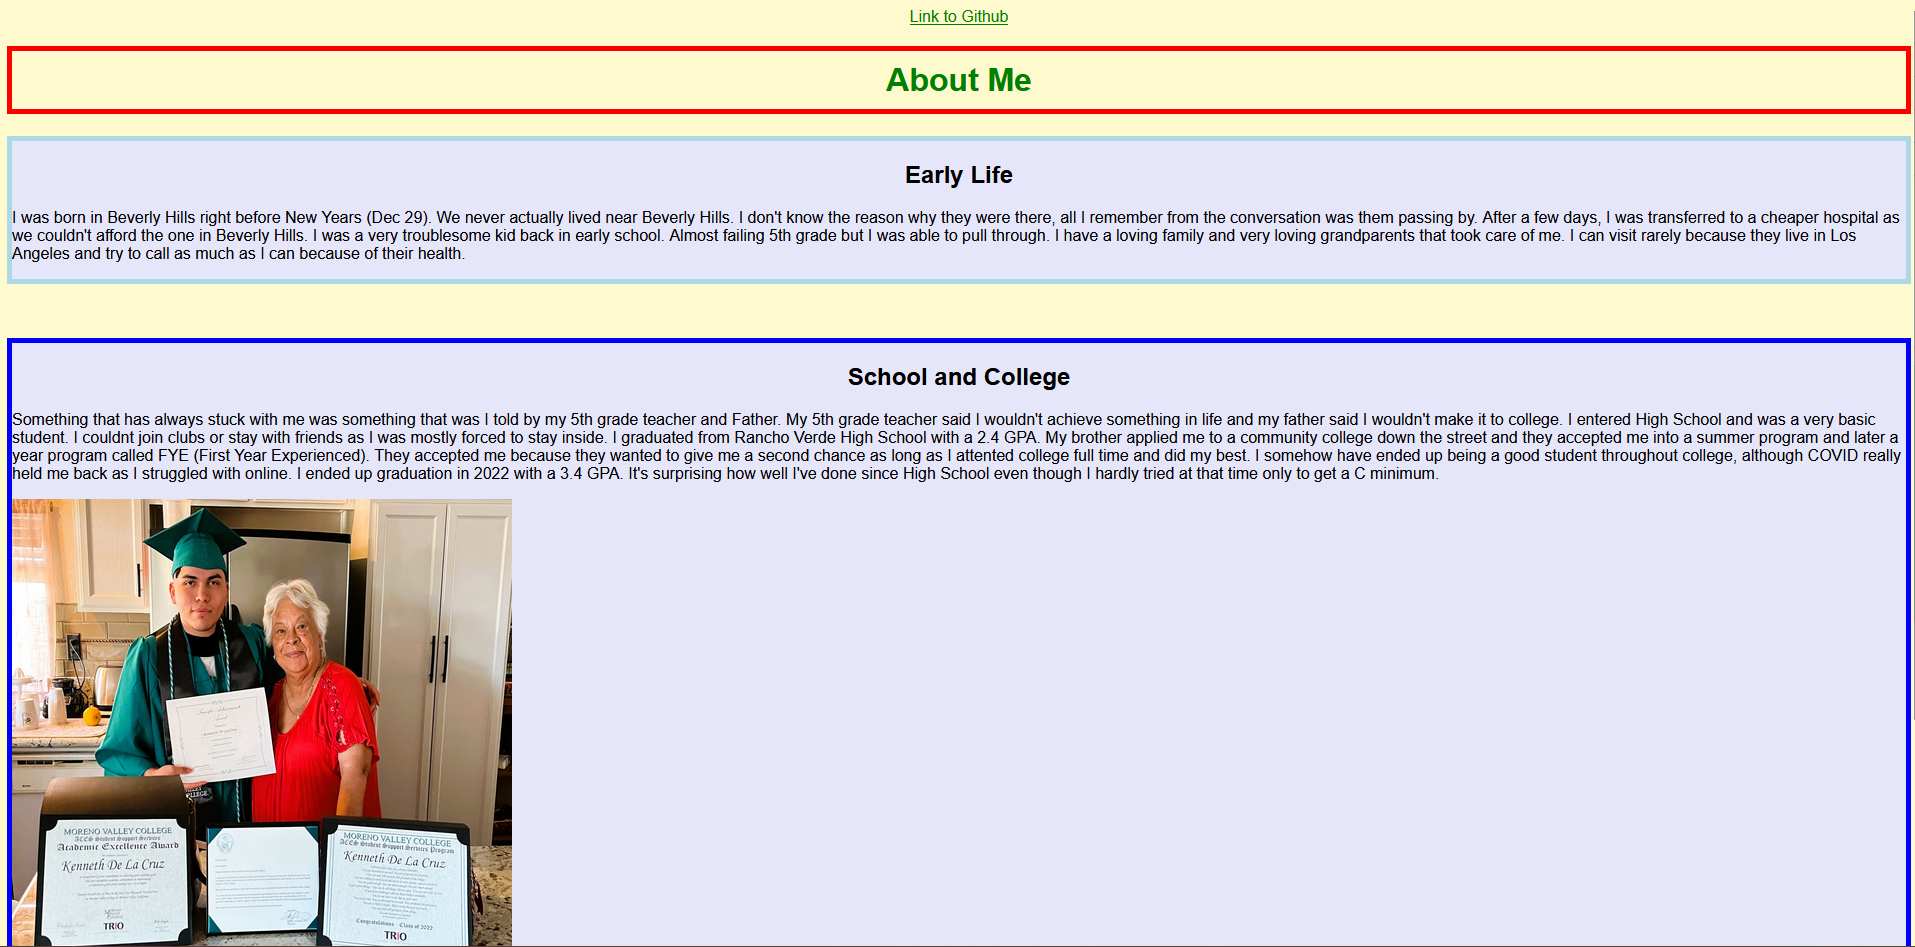 Link to Github
About Me
Early Life
I was born in Beverly Hills right before New Years (Dec 29). We never actually lived near Beverly Hills. I don't know the reason why they were there, all I remember from the conversation was them passing by. After a few days, I was transferred to a cheaper hospital as
we couldn't afford the one in Beverly Hills. I was a very troublesome kid back in early school. Almost failing 5th grade but I was able to pull through. I have a loving family and very loving grandparents that took care of me. I can visit rarely because they live in Los
Angeles and try to call as much as I can because of their health.
School and College
Something that has always stuck with me was something that was I told by my 5th grade teacher and Father. My 5th grade teacher said I wouldn't achieve something in life and my father said I wouldn't make it to college. I entered High School and was a very basic
student. I couldnt join clubs or stay with friends as I was mostly forced to stay inside. I graduated from Rancho Verde High School with a 2.4 GPA. My brother applied me to a community college down the street and they accepted me into a summer program and later a
year program called FYE (First Year Experienced). They accepted me because they wanted to give me a second chance as long as I attented college full time and did my best. I somehow have ended up being a good student throughout college, although COVID really
held me back as I struggled with online. I ended up graduation in 2022 with a 3.4 GPA. It's surprising how well I've done since High School even though I hardly tried at that time only to get a C minimum.
MORENO VALLEY COLLEGE
ACES Student Support Services
Academic Excellence Award
Kenneth De La Cruz
TRIO
MORENO VALLEY COLLEGE
ACES Student Support Services Program
Kenneth De La Cruz
Congratulations - Class of 2022
TRIO